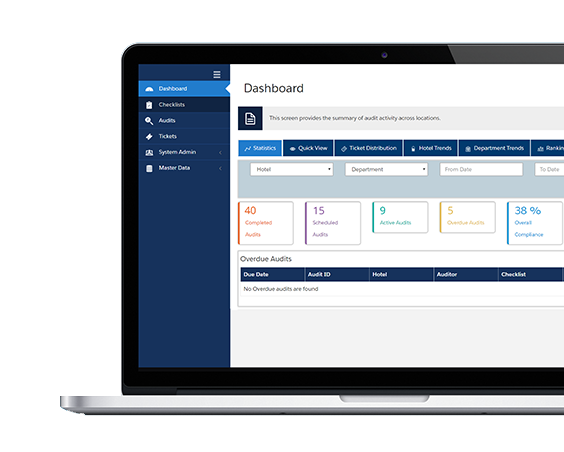 Dashboard
Checklists
Audits
Tickets
System Admin
Master Data
Dashboard
This screen provides the summary of audit activity across locations.
Statistics Quick View Ticket Distribution Hotel Trends Department Trends Rankin
Hotel Department From Date To Date
40 15 9 5 38 %
Completed Scheduled Active Audits Overdue Audits Overall
Audits Audits Compliance
Overdue Audits
Due Date Audit ID Hotel Auditor Checklist
No Overdue audits are found